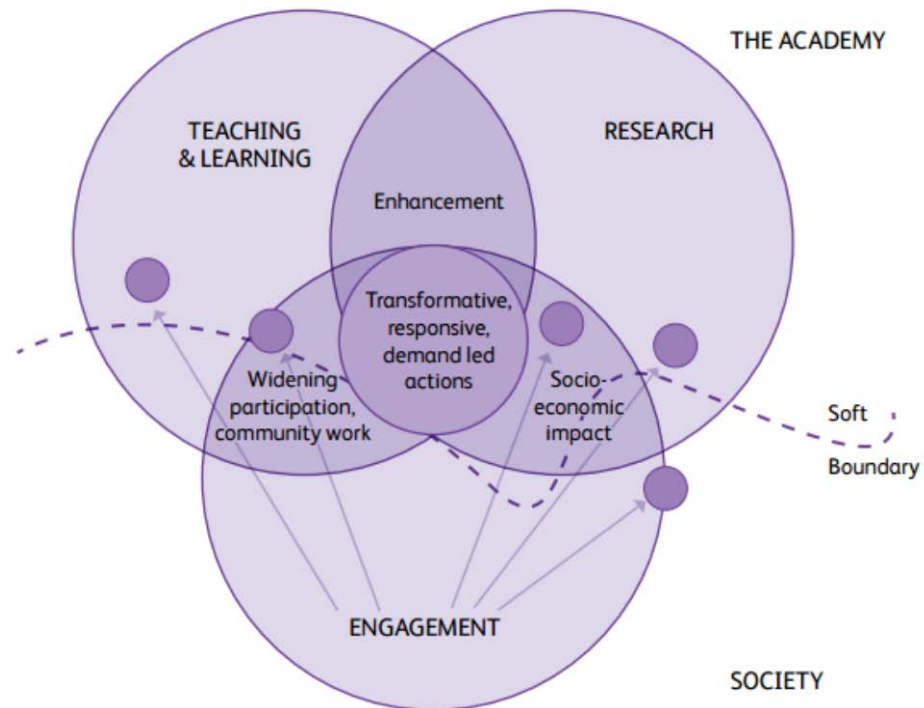 THE ACADEMY
TEACHING
& LEARNING
RESEARCH
Enhancement
Transformative,
responsive,
demand led
actions
Widening
participation,
community work
Socio-
economic
impact
Soft
Boundary
ENGAGEMENT
SOCIETY